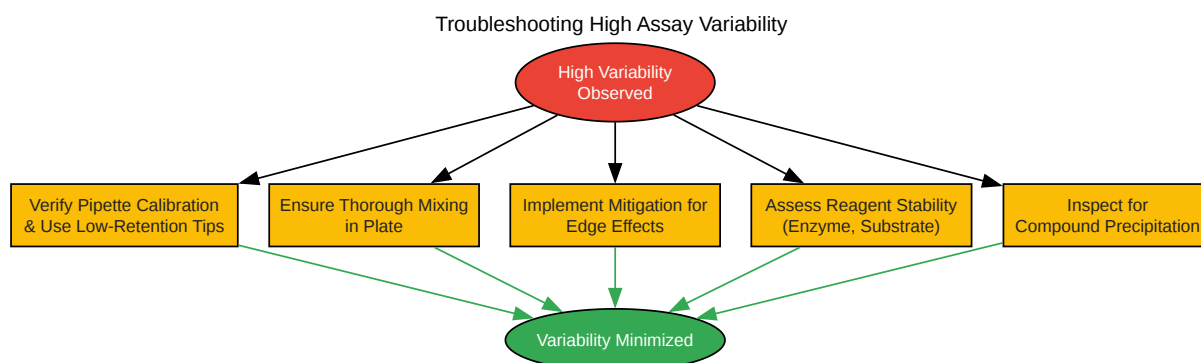 Troubleshooting High Assay Variability
High Variability
Observed
Verify Pipette Calibration
& Use Low-Retention Tips
Ensure Thorough Mixing
in Plate
Implement Mitigation for
Edge Effects
Assess Reagent Stability
(Enzyme, Substrate)
Inspect for
Compound Precipitation
Variability Minimized